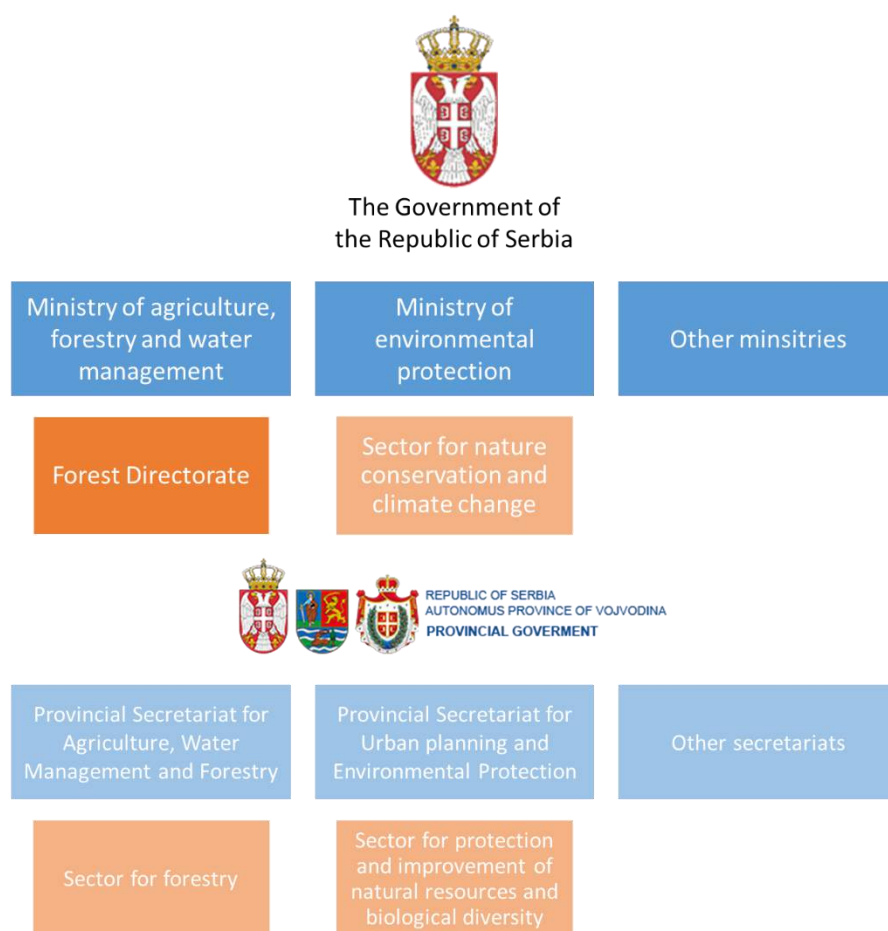 The Government of
the Republic of Serbia
Ministry of agriculture,
forestry and water
management
Ministry of
environmental
protection
Other minsitries
Forest Directorate
Sector for nature
conservation and
climate change
REPUBLIC OF SERBIA
AUTONOMUS PROVINCE OF VOJVODINA
PROVINCIAL GOVERMENT
Provincial Secretariat for
Agriculture, Water
Management and Forestry
Provincial Secretariat for
Urban planning and
Environmental Protection
Other secretariats
Sector for forestry
Sector for protection
and improvement of
natural resources and
biological diversity